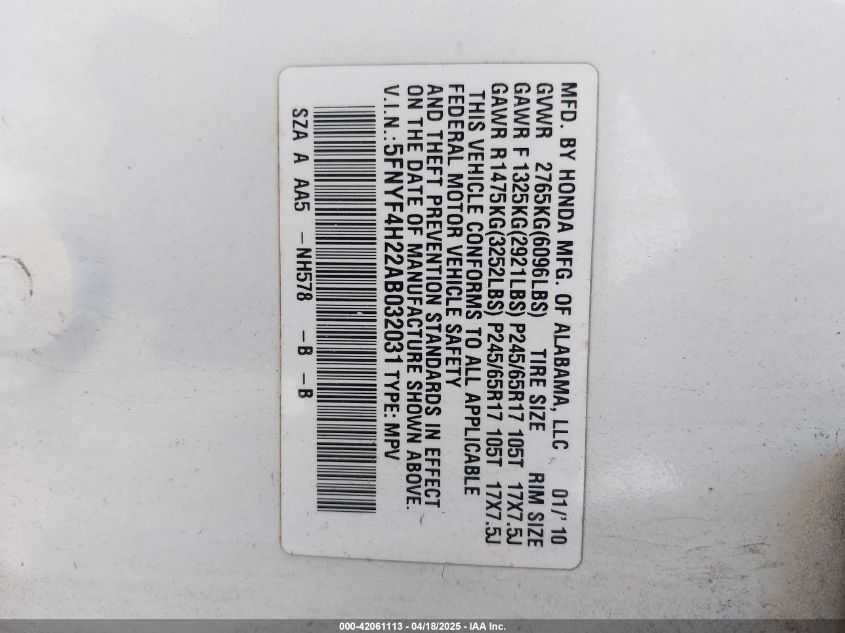 MFD. BY HONDA MFG. OF ALABAMA, LLC 01/'10
GVWR 2765KG(6096LBS) TIRE SIZE RIM SIZE
GAWR F 1325KG(2921LBS) P245/65R17 105T 17X7.5J
GAWR R1475KG(3252LBS) P245/65R17 105T 17X7.5J
THIS VEHICLE CONFORMS TO ALL APPLICABLE
FEDERAL MOTOR VEHICLE SAFETY
AND THEFT PREVENTION STANDARDS IN EFFECT
ON THE DATE OF MANUFACTURE SHOWN ABOVE.
V.I.N.:5FNYF4H22AB032031 TYPE: MPV
SZA A AA5 -NH578 -B -B
000-42061113 - 04/18/2025 - IAA Inc.